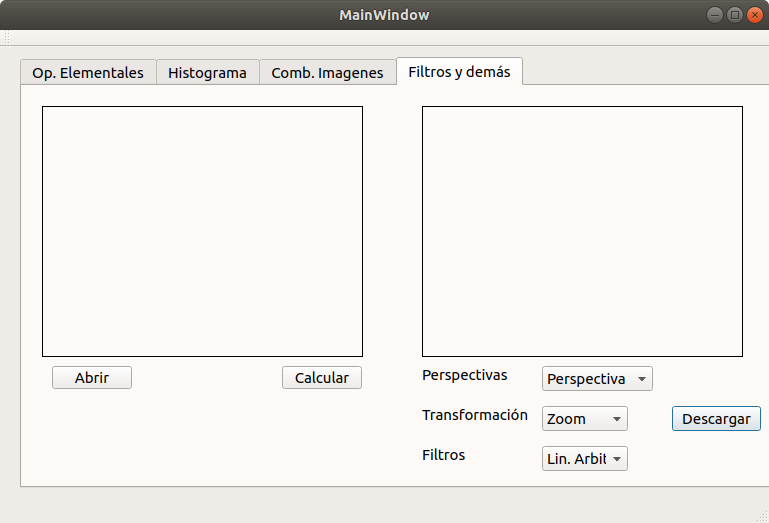 MainWindow
Op. Elementales
Histograma
Comb. Imagenes
Filtros y demás
Abrir
Calcular
Perspectivas
Perspectiva
Transformación
Zoom
Descargar
Filtros
Lin. Arbit